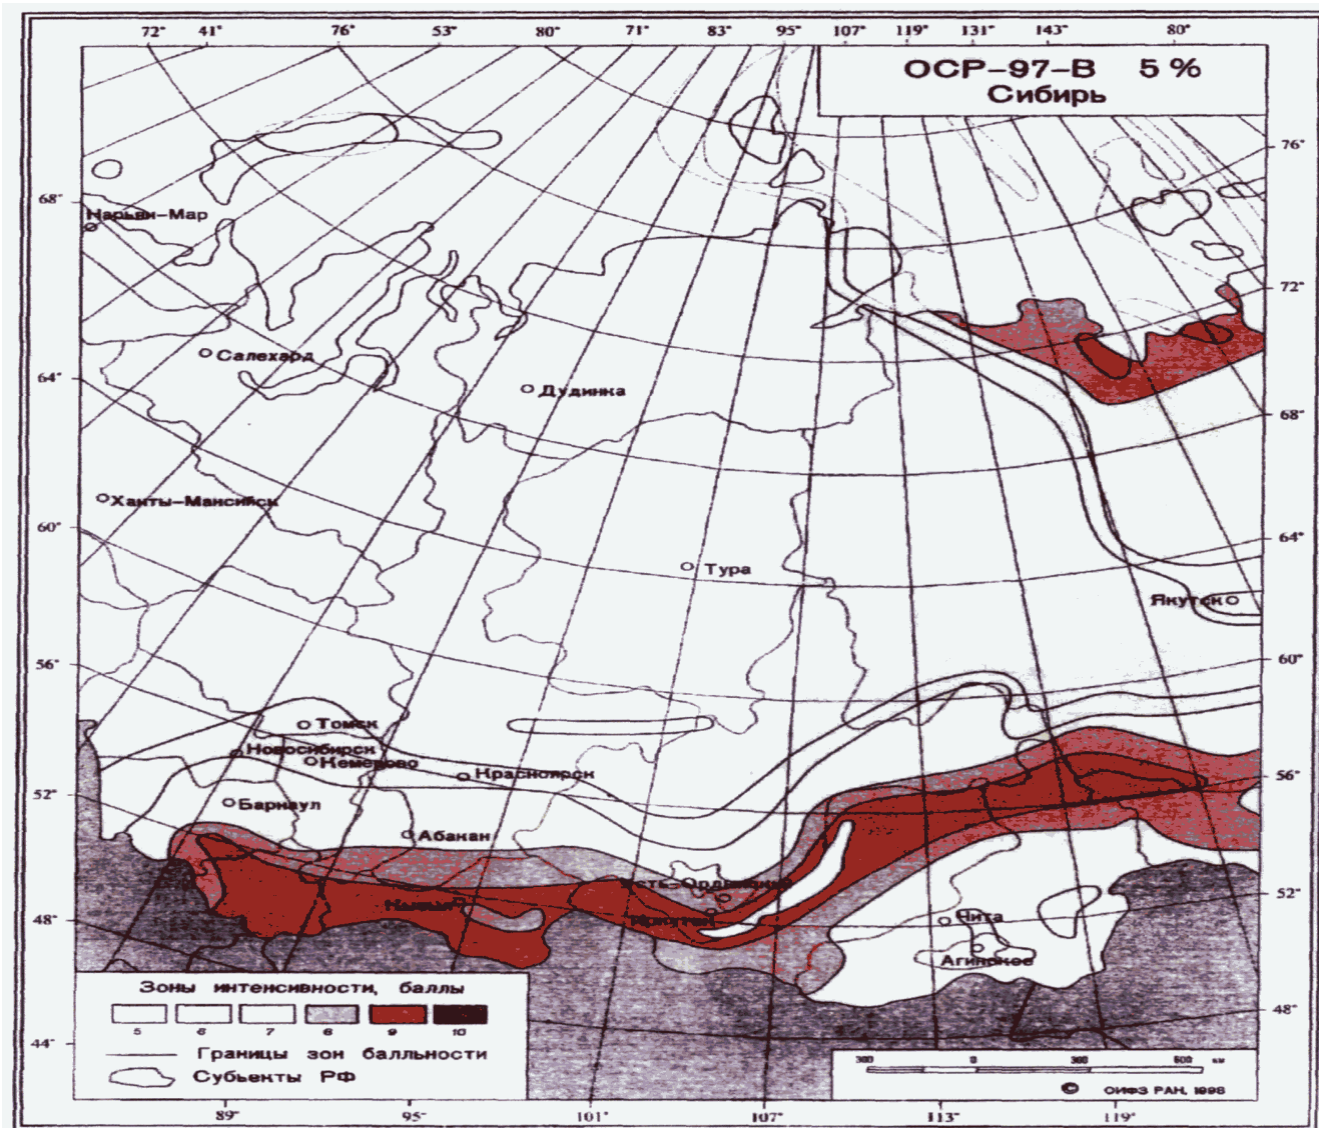 72° 41° 76° 53° 80° 71° 83° 95° 107° 119° 131° 143° 80°
ОСР-97-В 5 %
Сибирь
76°
68°
Нарьян-Мар
72°
Салехард
64°
Дудинка
68°
Ханты-Мансийск
60°
64°
Тура
Якутск
56°
60°
Томск
Новосибирск
Кемерово
Красноярск
56°
52°
Барнаул
Абакан
52°
Кызыл
Иркутск
Чита
48°
Агинское
Зоны интенсивности, баллы
5 6 7 8 9 10
48°
Границы зон балльности
44°
Субъекты РФ
300 0 300 500 км
© ОИФЗ РАН, 1998
89° 95° 101° 107° 113° 119°